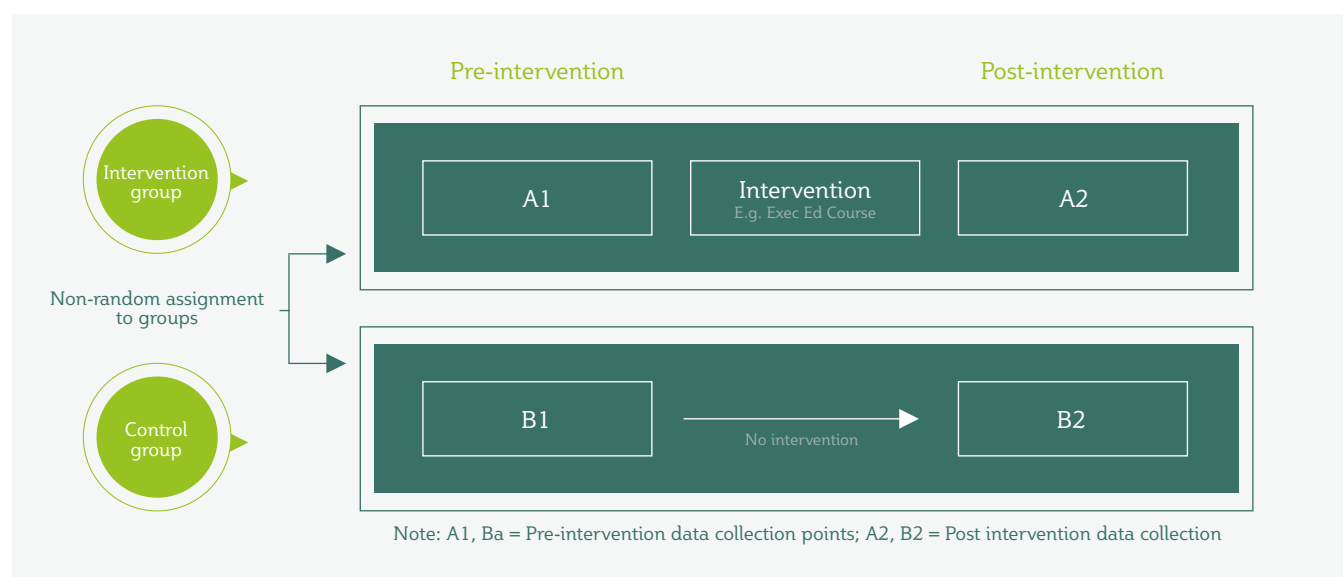 Pre-intervention
Post-intervention
Intervention
group
A1
Intervention
E.g. Exec Ed Course
A2
Non-random assignment
to groups
Control
group
B1
No intervention
B2
Note: A1, Ba = Pre-intervention data collection points; A2, B2 = Post intervention data collection